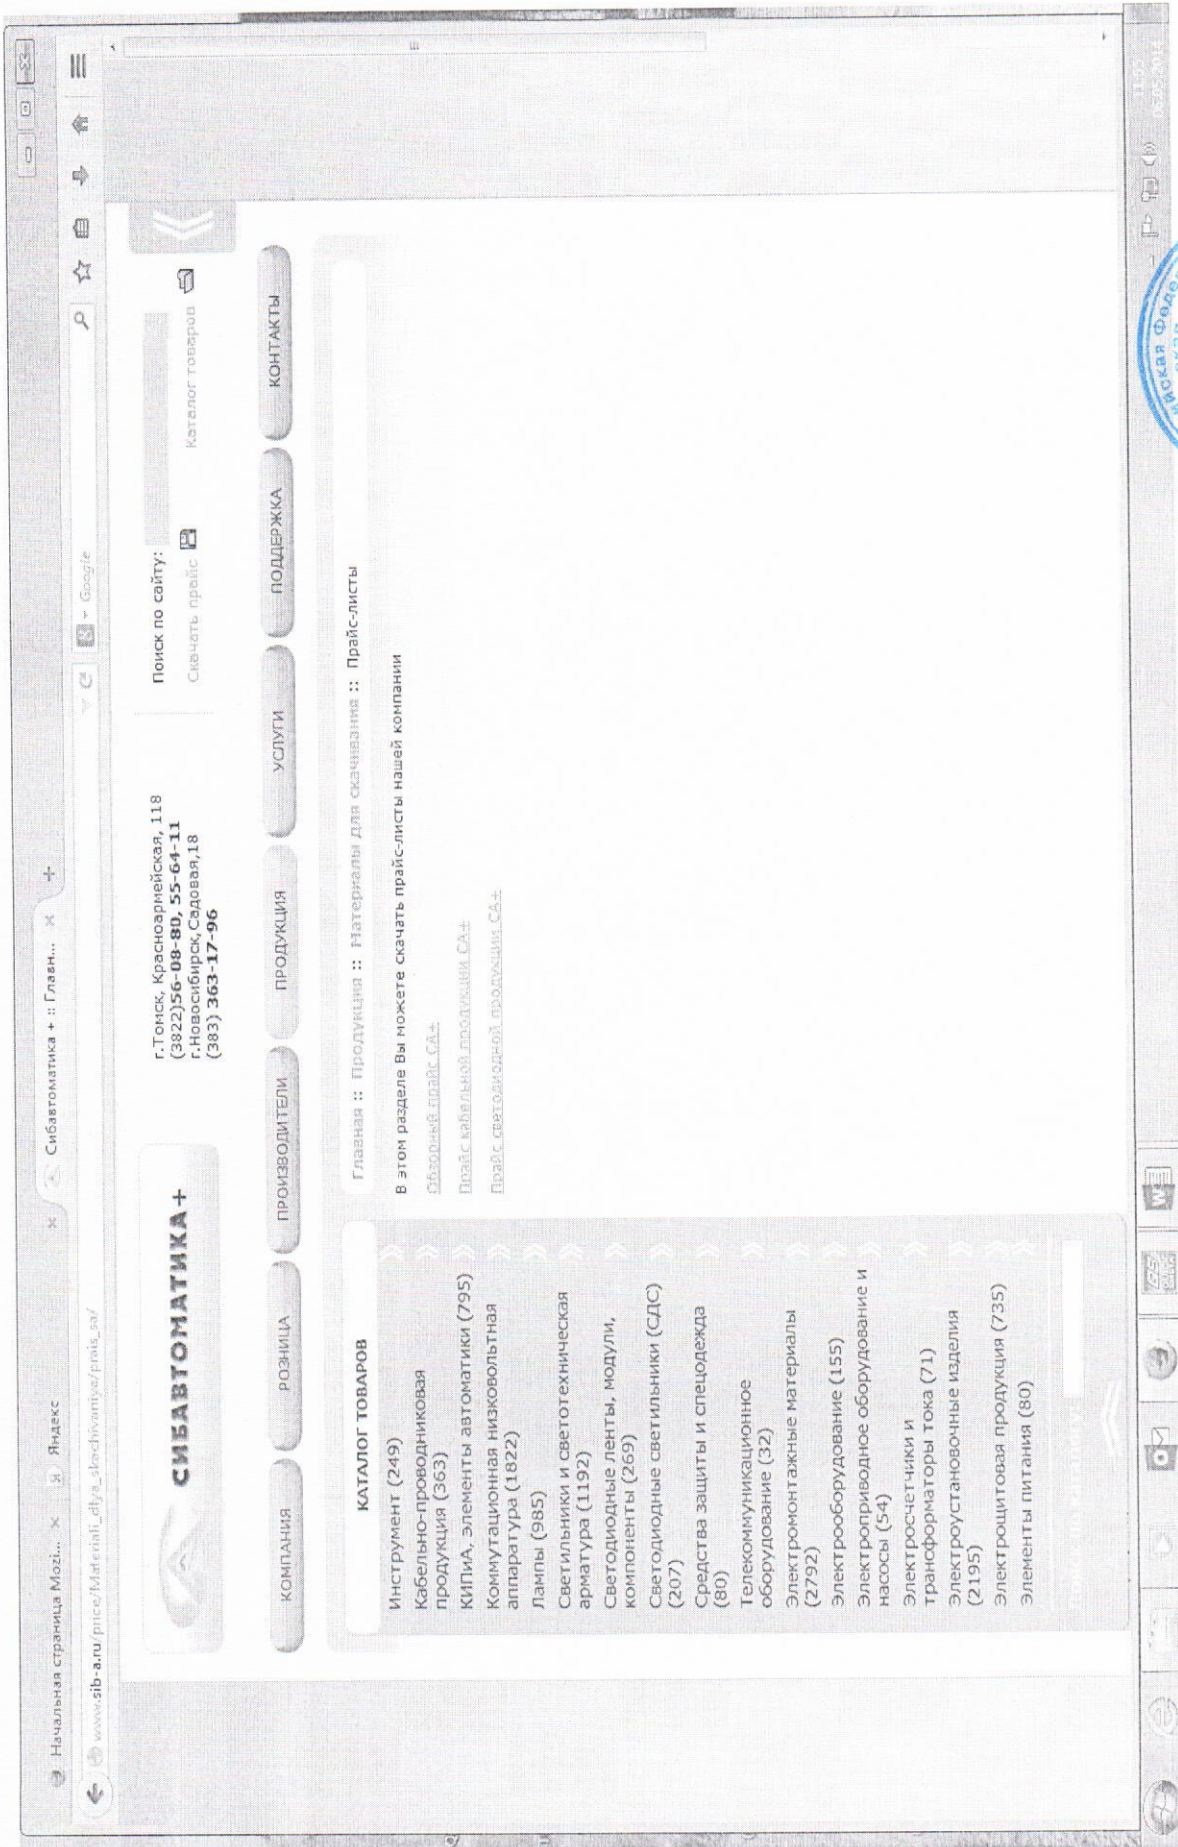 Начальная страница Mozi...
Яндекс
Сибавтоматика + :: Главн...
www.sib-a.ru/price/Materiali_dlya_skachivaniya/prais_sa/
Google
СИБАВТОМАТИКА+
г.Томск, Красноармейская, 118
(3822)56-08-80, 55-64-11
г.Новосибирск,Садовая,18
(383) 363-17-96
Поиск по сайту:
Скачать прайс
Каталог товаров
КОМПАНИЯ
РОЗНИЦА
ПРОИЗВОДИТЕЛИ
ПРОДУКЦИЯ
УСЛУГИ
ПОДДЕРЖКА
КОНТАКТЫ
КАТАЛОГ ТОВАРОВ
Инструмент (249)
Кабельно-проводниковая
продукция (363)
КИПиА, элементы автоматики (795)
Коммутационная низковольтная
аппаратура (1822)
Лампы (985)
Светильники и светотехническая
арматура (1192)
Светодиодные ленты, модули,
компоненты (269)
Светодиодные светильники (СДС)
(207)
Средства защиты и спецодежда
(80)
Телекоммуникационное
оборудование (32)
Электромонтажные материалы
(2792)
Электрооборудование (155)
Электроприводное оборудование и
насосы (54)
Электросчетчики и
трансформаторы тока (71)
Электроустановочные изделия
(2195)
Электрощитовая продукция (735)
Элементы питания (80)
Главная :: Продукция :: Материалы для скачивания :: Прайс-листы
В этом разделе Вы можете скачать прайс-листы нашей компании
Обзорный прайс СА+
Прайс кабельной продукции СА+
Прайс светодиодной продукции СА+